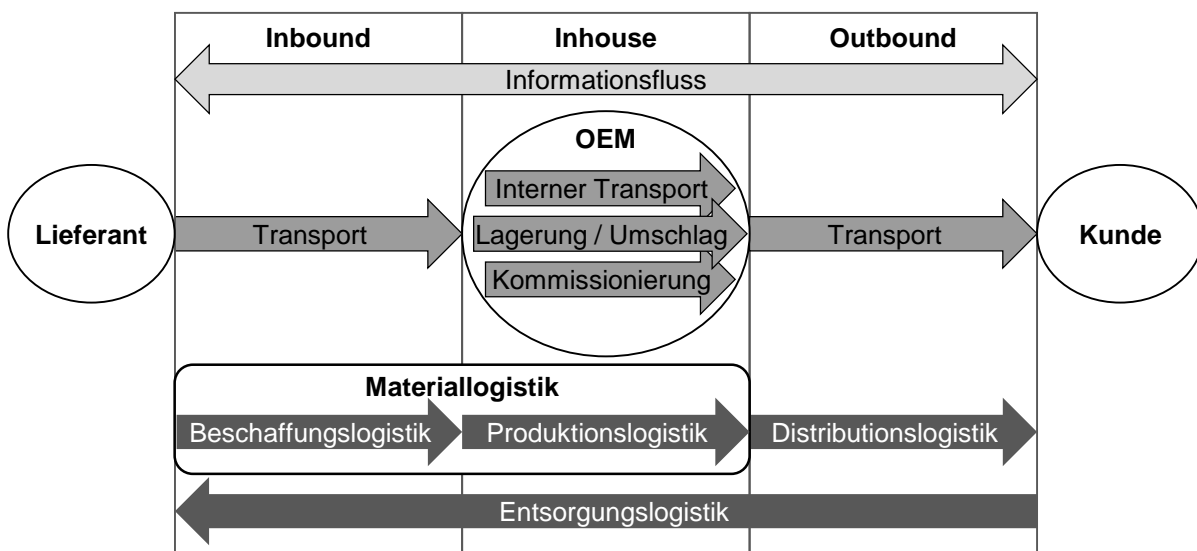 Inbound
Inhouse
Outbound
Informationsfluss
OEM
Interner Transport
Lieferant
Transport
Lagerung / Umschlag
Transport
Kunde
Kommissionierung
Materiallogistik
Beschaffungslogistik
Produktionslogistik
Distributionslogistik
Entsorgungslogistik